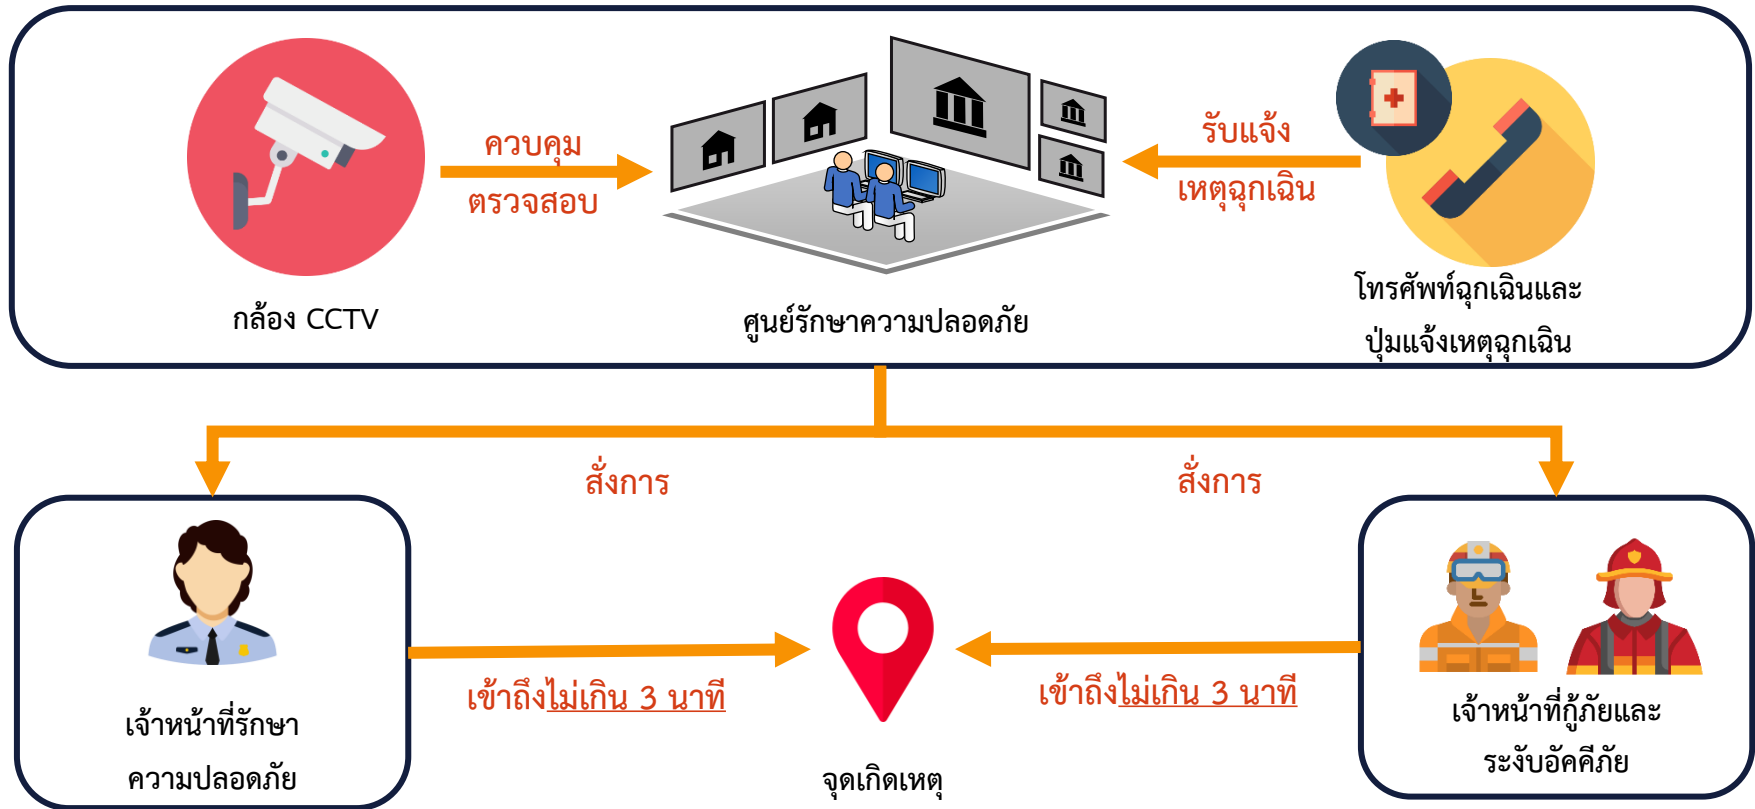 ควบคุม
ตรวจสอบ
รับแจ้ง
เหตุฉุกเฉิน
กล้อง CCTV
ศูนย์รักษาความปลอดภัย
โทรศัพท์ฉุกเฉินและ
ปุ่มแจ้งเหตุฉุกเฉิน
สั่งการ
สั่งการ
เข้าถึงไม่เกิน 3 นาที
เข้าถึงไม่เกิน 3 นาที
เจ้าหน้าที่รักษา
ความปลอดภัย
จุดเกิดเหตุ
เจ้าหน้าที่กู้ภัยและ
ระงับอัคคีภัย